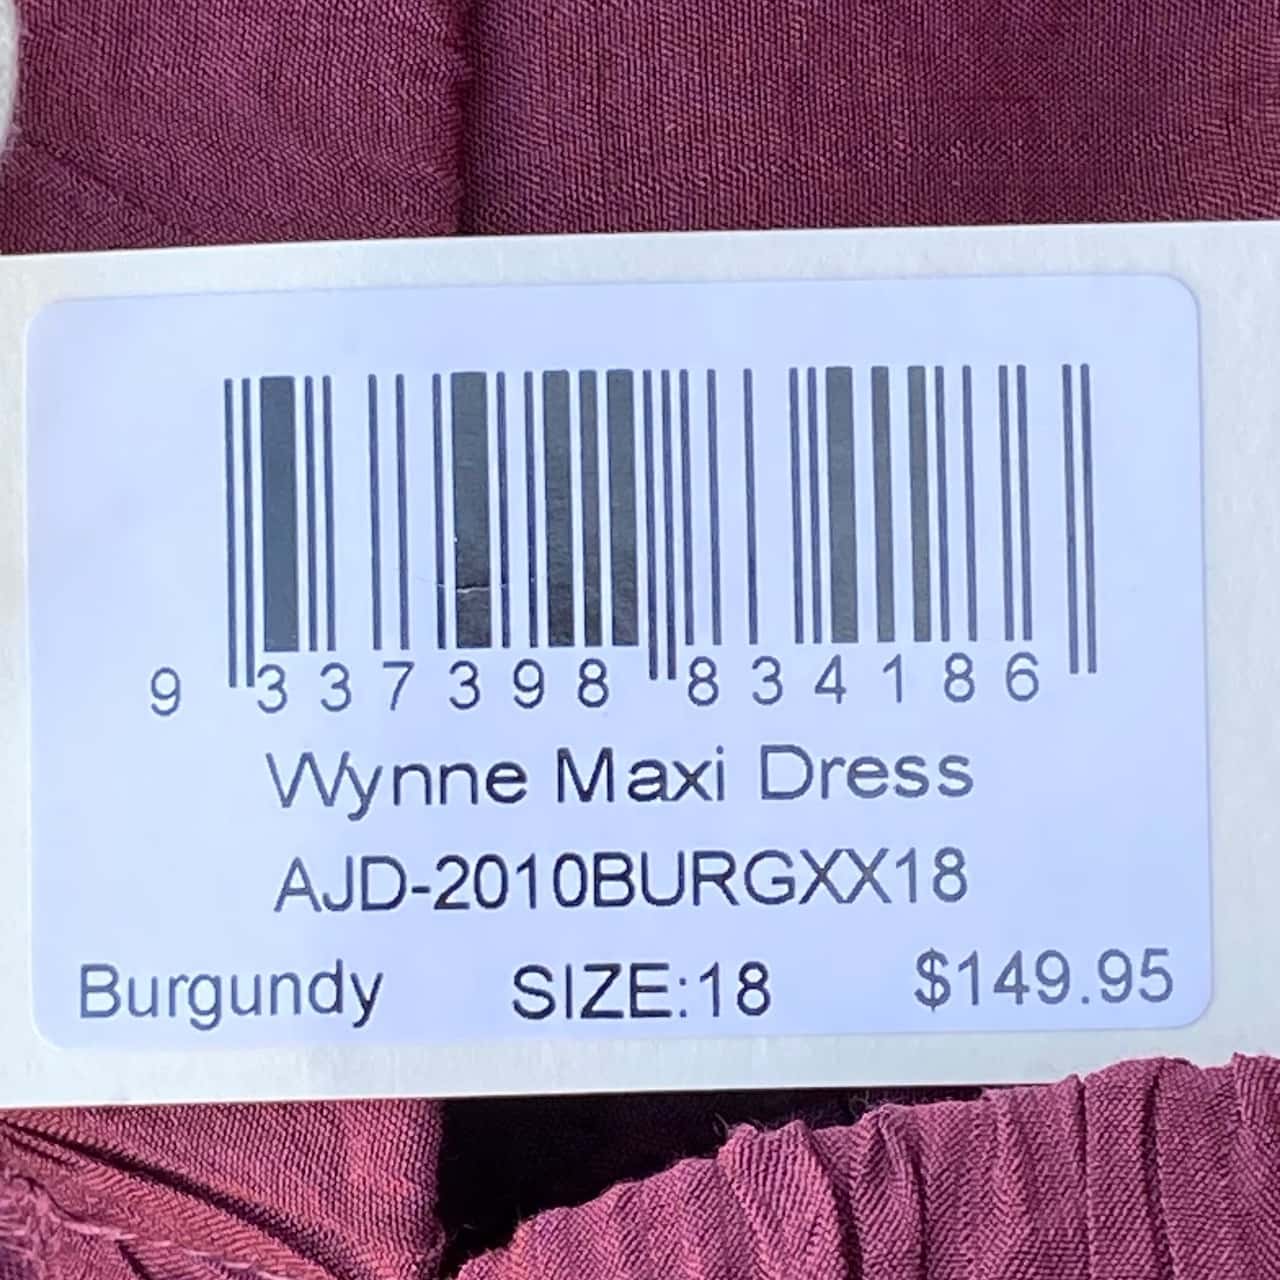 9 337398 834186
Wynne Maxi Dress
AJD-2010BURGXX18
Burgundy SIZE:18 $149.95